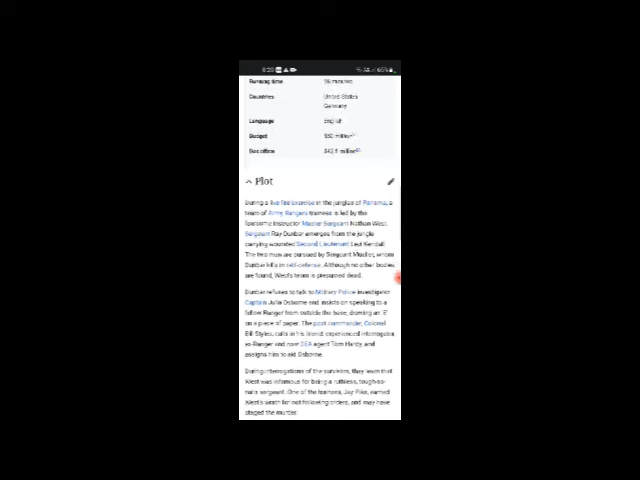 Running time 98 minutes
Countries United States
Germany
Language English
Budget $50 million
Box office
Plot
During a live fire exercise in the jungles of Panama, a
team of Army Rangers trainees is led by the
fearsome instructor Master Sergeant Nathan West.
Sergeant Ray Dunbar emerges from the jungle
carrying wounded Second Lieutenant Levi Kendall.
The two men are pursued by Sergeant Mueller, whom
Dunbar kills in self-defense. Although no other bodies
are found, West's team is presumed dead.
Dunbar refuses to talk to Military Police investigator
Captain Julia Osborne and insists on speaking to a
fellow Ranger from outside the base, drawing an '8'
on a piece of paper. The post commander, Colonel
Bill Styles, calls in his friend, experienced interrogator,
ex-Ranger and now DEA agent Tom Hardy, and
assigns him to aid Osborne.
During interrogations of the survivors, they learn that
West was infamous for being a ruthless, tough-as-
nails sergeant. One of the trainees, Jay Pike, earned
West's wrath for not following orders, and may have
staged the murder.